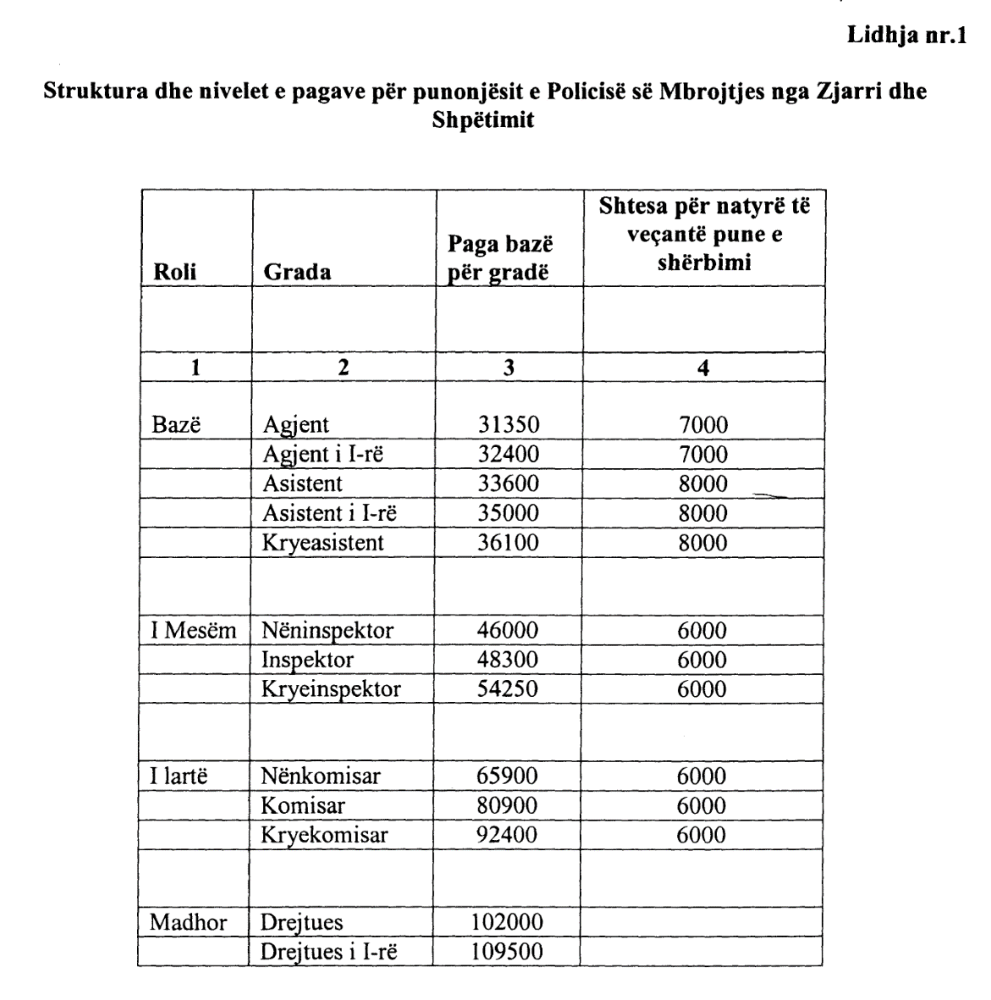 Lidhja nr.1
Struktura dhe nivelet e pagave për punonjësit e Policisë së Mbrojtjes nga Zjarri dhe
Shpëtimit
Roli Grada Paga bazë për gradë Shtesa për natyrë të veçantë pune e shërbimi
1 2 3 4
Bazë Agjent 31350 7000
Agjent i I-rë 32400 7000
Asistent 33600 8000
Asistent i I-rë 35000 8000
Kryeasistent 36100 8000
I Mesëm Nëninspektor 46000 6000
Inspektor 48300 6000
Kryeinspektor 54250 6000
I lartë Nënkomisar 65900 6000
Komisar 80900 6000
Kryekomisar 92400 6000
Madhor Drejtues 102000
Drejtues i I-rë 109500